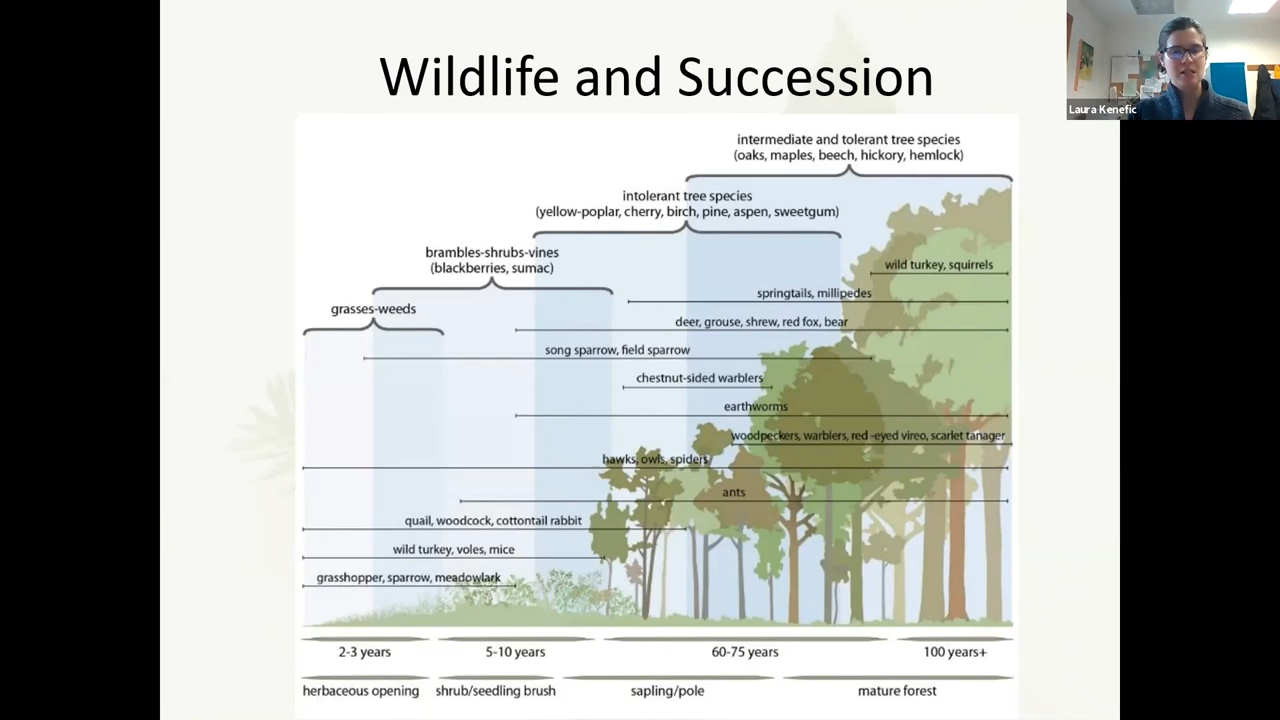 Wildlife and Succession
Laura Kenefic
intermediate and tolerant tree species
(oaks, maples, beech, hickory, hemlock)
intolerant tree species
(yellow-poplar, cherry, birch, pine, aspen, sweetgum)
brambles-shrubs-vines
(blackberries, sumac)
grasses-weeds
wild turkey, squirrels
springtails, millipedes
deer, grouse, shrew, red fox, bear
song sparrow, field sparrow
chestnut-sided warblers
earthworms
woodpeckers, warblers, red -eyed vireo, scarlet tanager
hawks, owls, spiders
ants
quail, woodcock, cottontail rabbit
wild turkey, voles, mice
grasshopper, sparrow, meadowlark
2-3 years 5-10 years 60-75 years 100 years+
herbaceous opening shrub/seedling brush sapling/pole mature forest